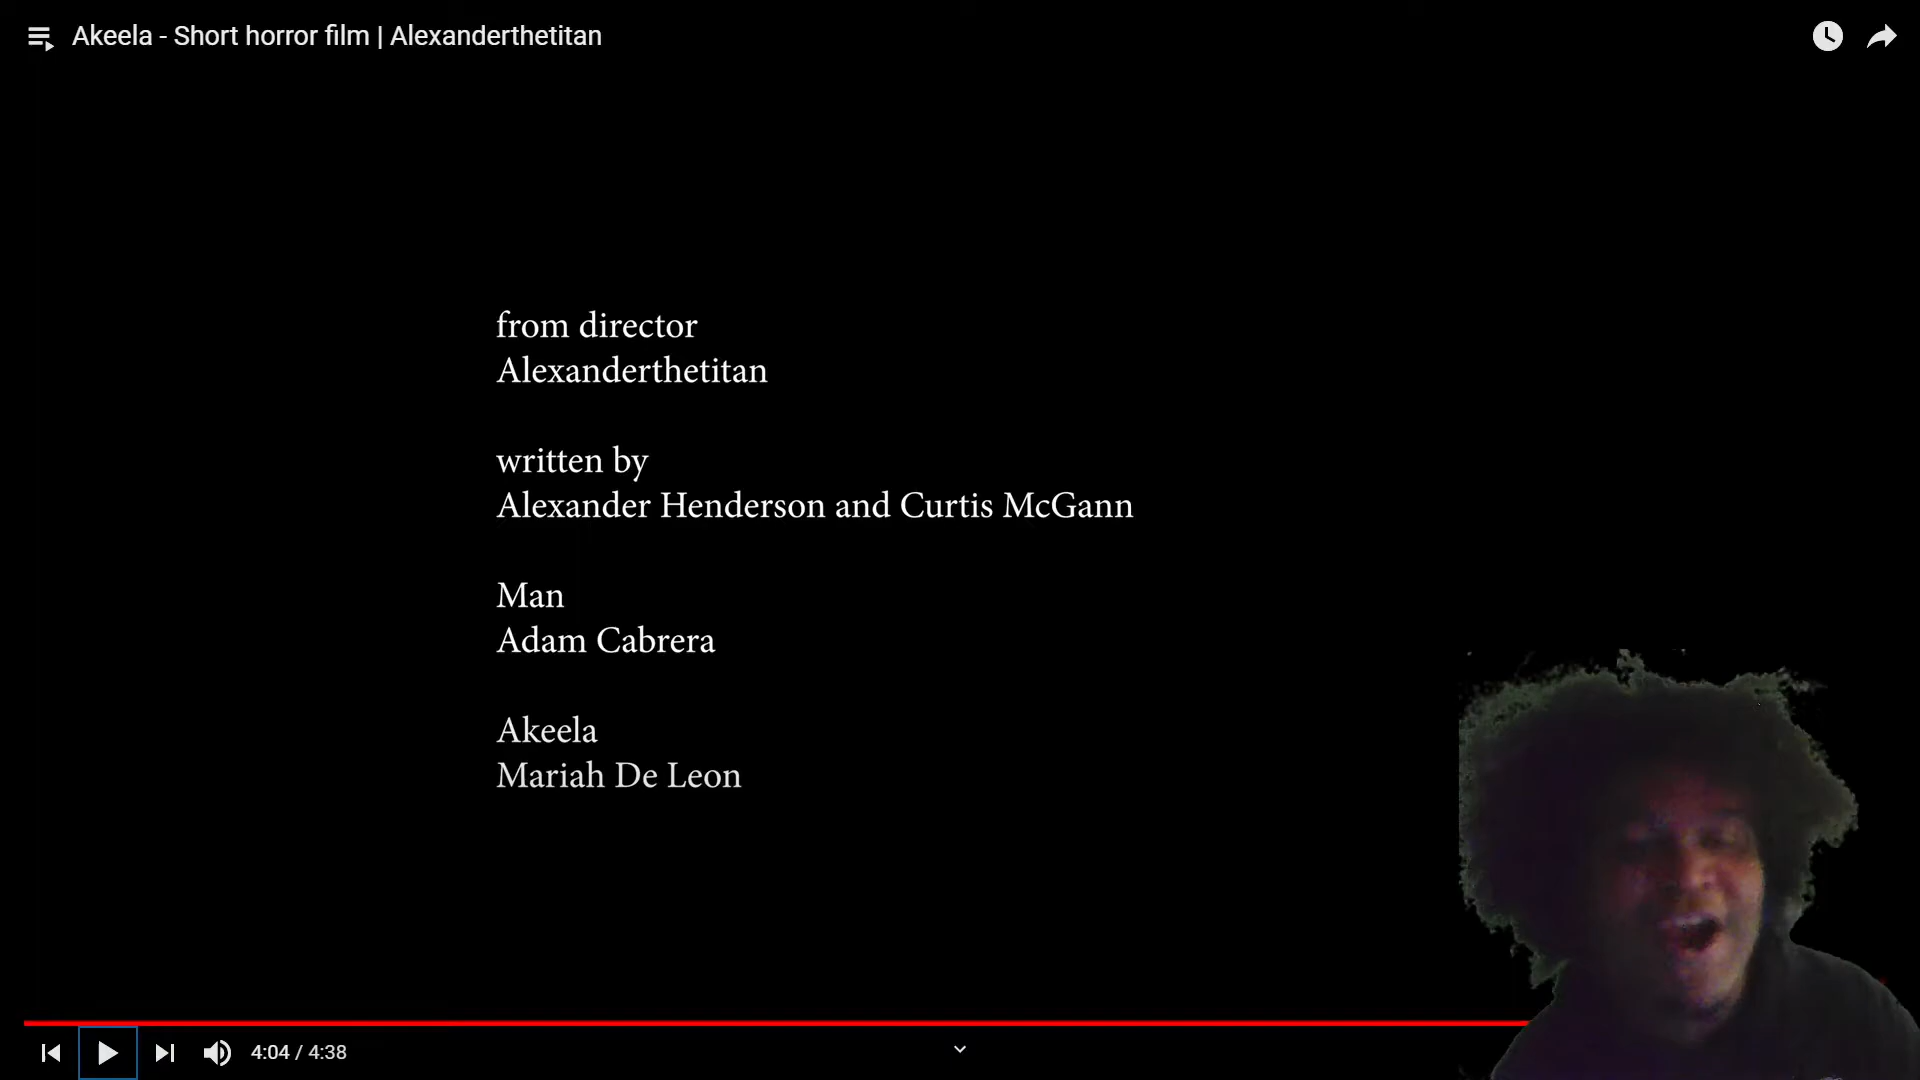 Akeela - Short horror film | Alexanderthetitan
from director
Alexanderthetitan
written by
Alexander Henderson and Curtis McGann
Man
Adam Cabrera
Akeela
Mariah De Leon
4:04 / 4:38